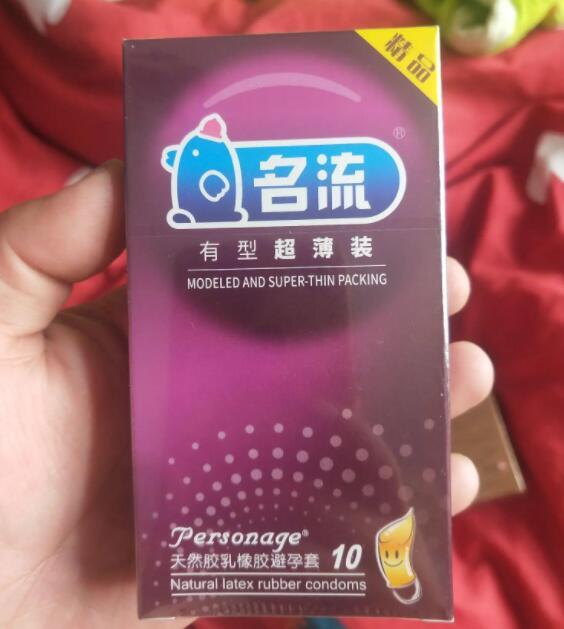 精品
名流®
有型超薄装
MODELED AND SUPER-THIN PACKING
Personage®
天然胶乳橡胶避孕套 10
Natural latex rubber condoms